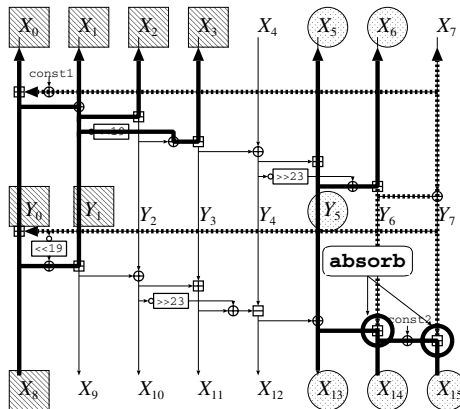 X0 X1 X2 X3 X4 X5 X6 X7
const1
<<19
>>23
Y0 Y1 Y2 Y3 Y4 Y5 Y6 Y7
<<19
absorb
>>23
const2
X8 X9 X10 X11 X12 X13 X14 X15